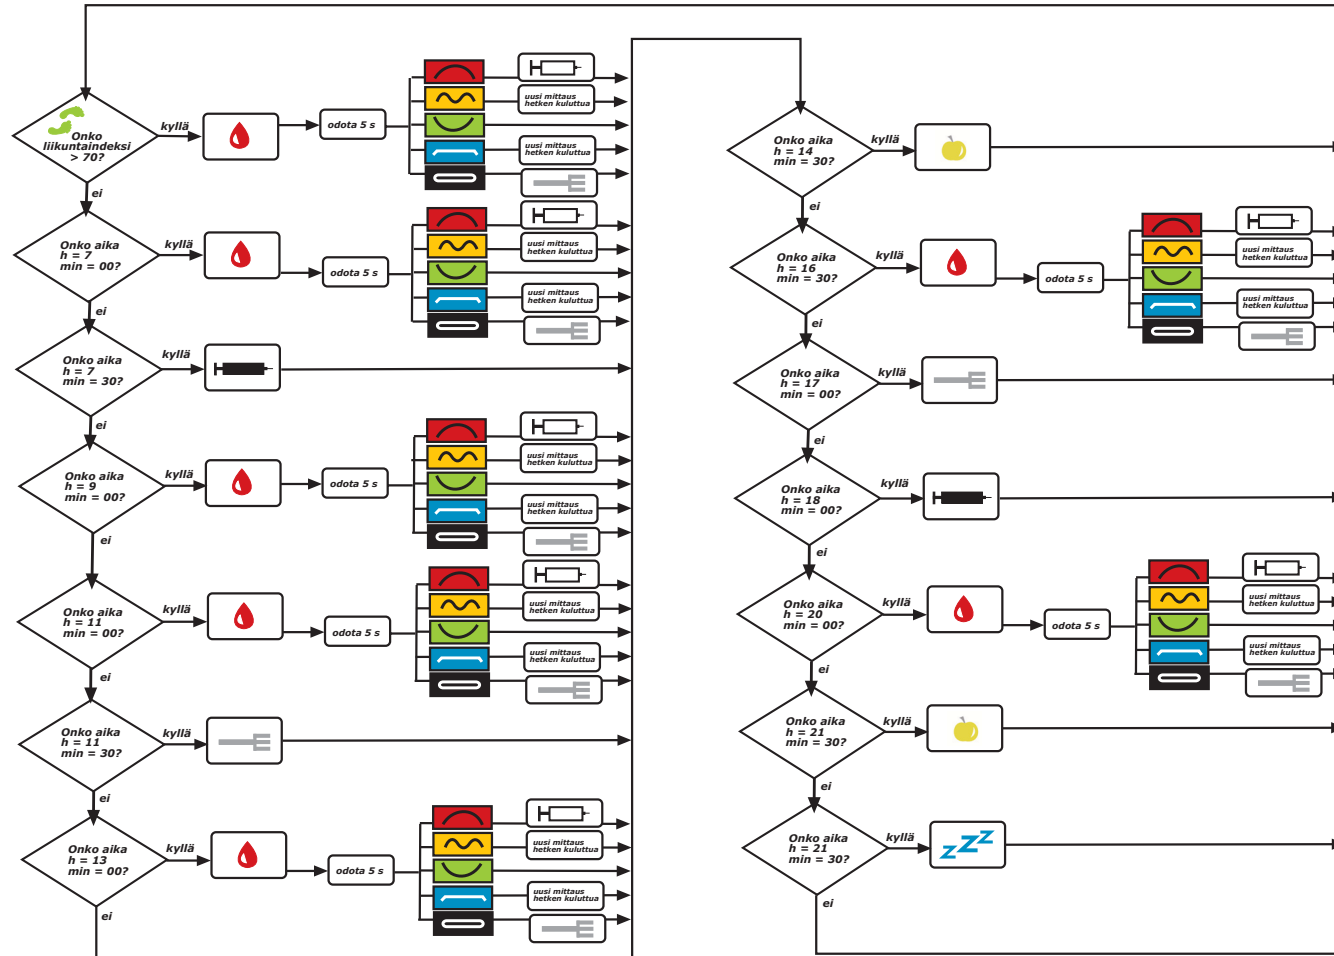 Onko
liikuntaindeksi
> 70?
kyllä
odota 5 s
uusi mittaus
hetken kuluttua
uusi mittaus
hetken kuluttua
ei
Onko aika
h = 7
min = 00?
kyllä
odota 5 s
uusi mittaus
hetken kuluttua
uusi mittaus
hetken kuluttua
ei
Onko aika
h = 7
min = 30?
kyllä
ei
Onko aika
h = 9
min = 00?
kyllä
odota 5 s
uusi mittaus
hetken kuluttua
uusi mittaus
hetken kuluttua
ei
Onko aika
h = 11
min = 00?
kyllä
odota 5 s
uusi mittaus
hetken kuluttua
uusi mittaus
hetken kuluttua
ei
Onko aika
h = 11
min = 30?
kyllä
ei
Onko aika
h = 13
min = 00?
kyllä
odota 5 s
uusi mittaus
hetken kuluttua
uusi mittaus
hetken kuluttua
ei
Onko aika
h = 14
min = 30?
kyllä
ei
Onko aika
h = 16
min = 30?
kyllä
odota 5 s
uusi mittaus
hetken kuluttua
uusi mittaus
hetken kuluttua
ei
Onko aika
h = 17
min = 00?
kyllä
ei
Onko aika
h = 18
min = 00?
kyllä
ei
Onko aika
h = 20
min = 00?
kyllä
odota 5 s
uusi mittaus
hetken kuluttua
uusi mittaus
hetken kuluttua
ei
Onko aika
h = 21
min = 30?
kyllä
ei
Onko aika
h = 21
min = 30?
kyllä
zzz
ei